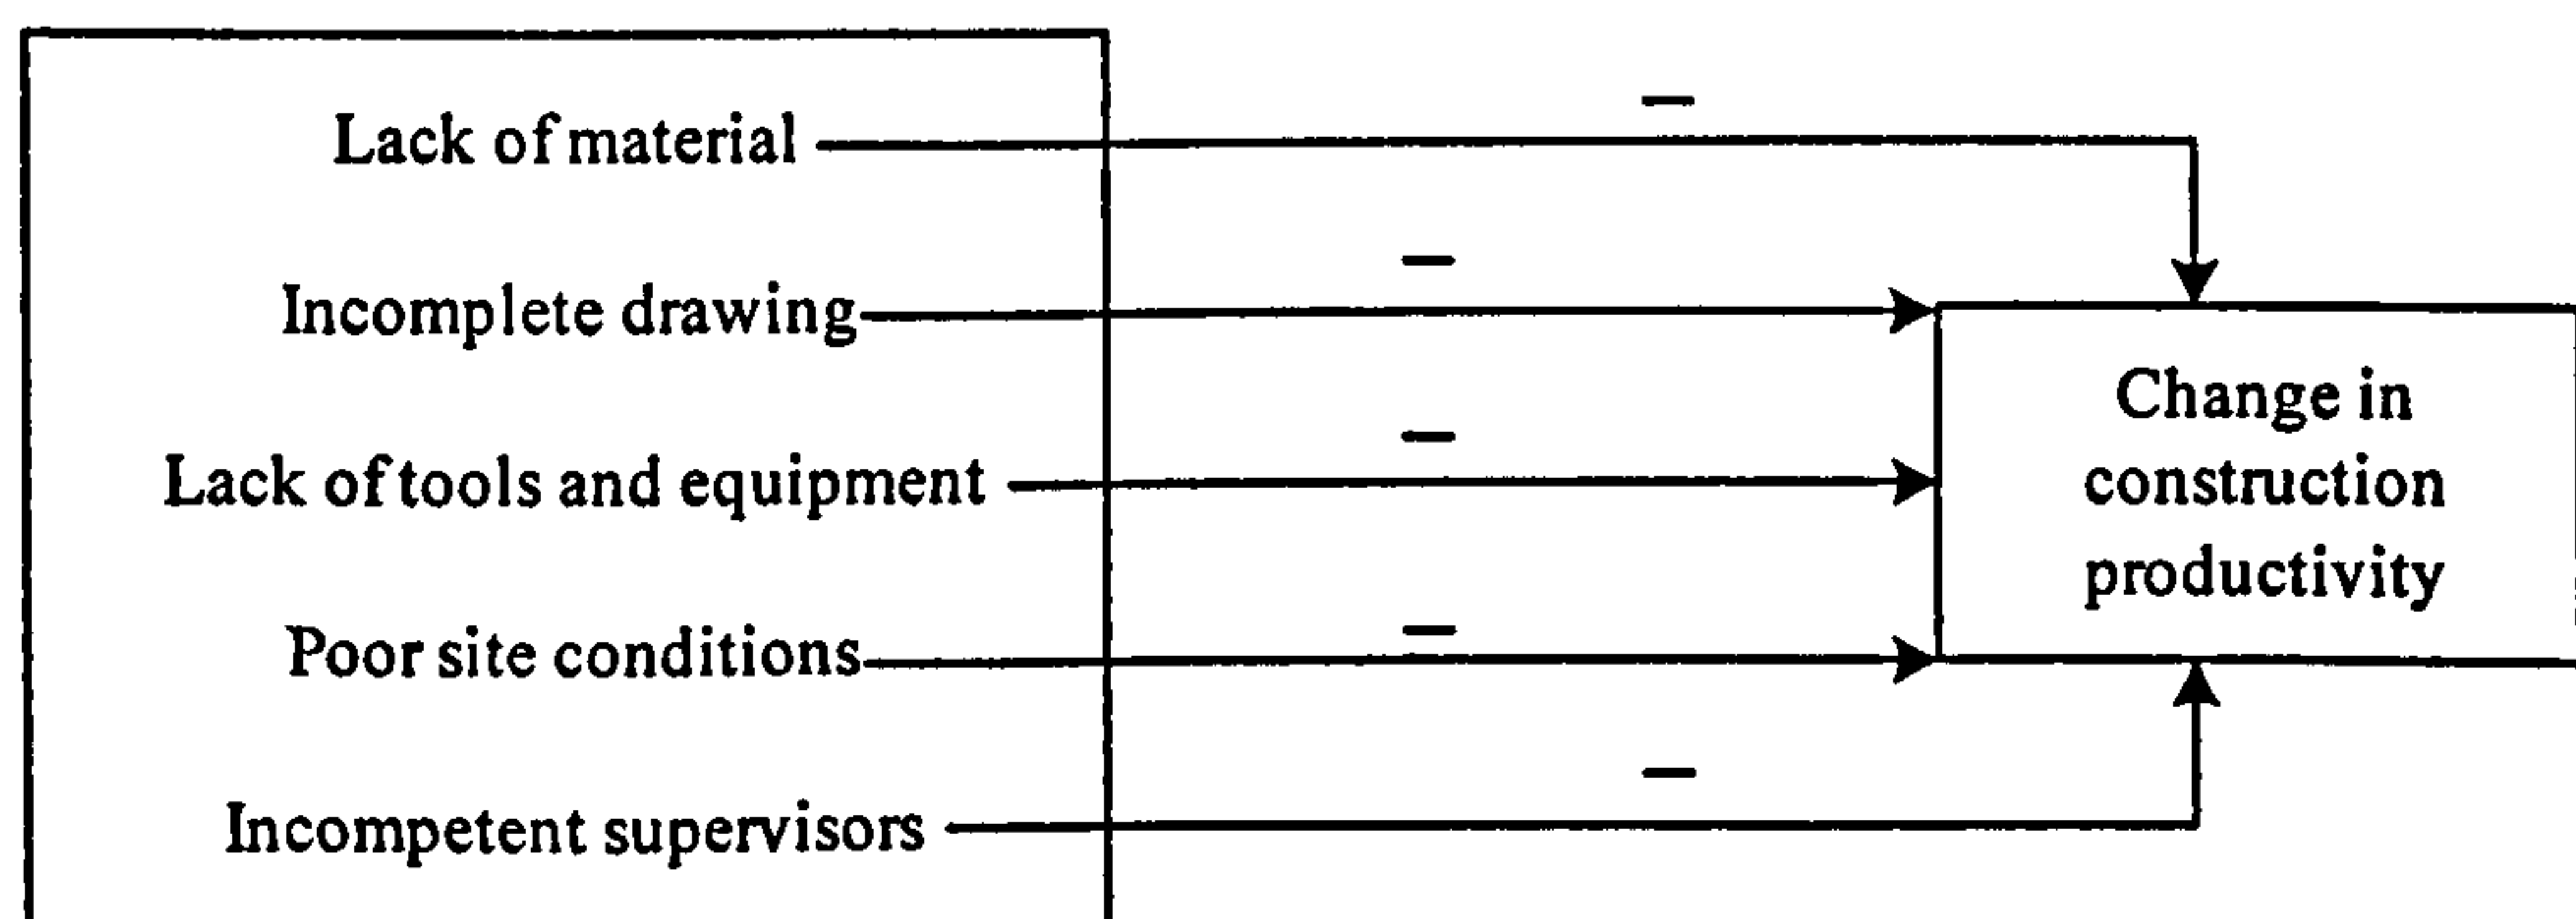 Lack of material
Incomplete drawing
Lack of tools and equipment
Poor site conditions
Incompetent supervisors
Change in
construction
productivity
–
–
–
–
–